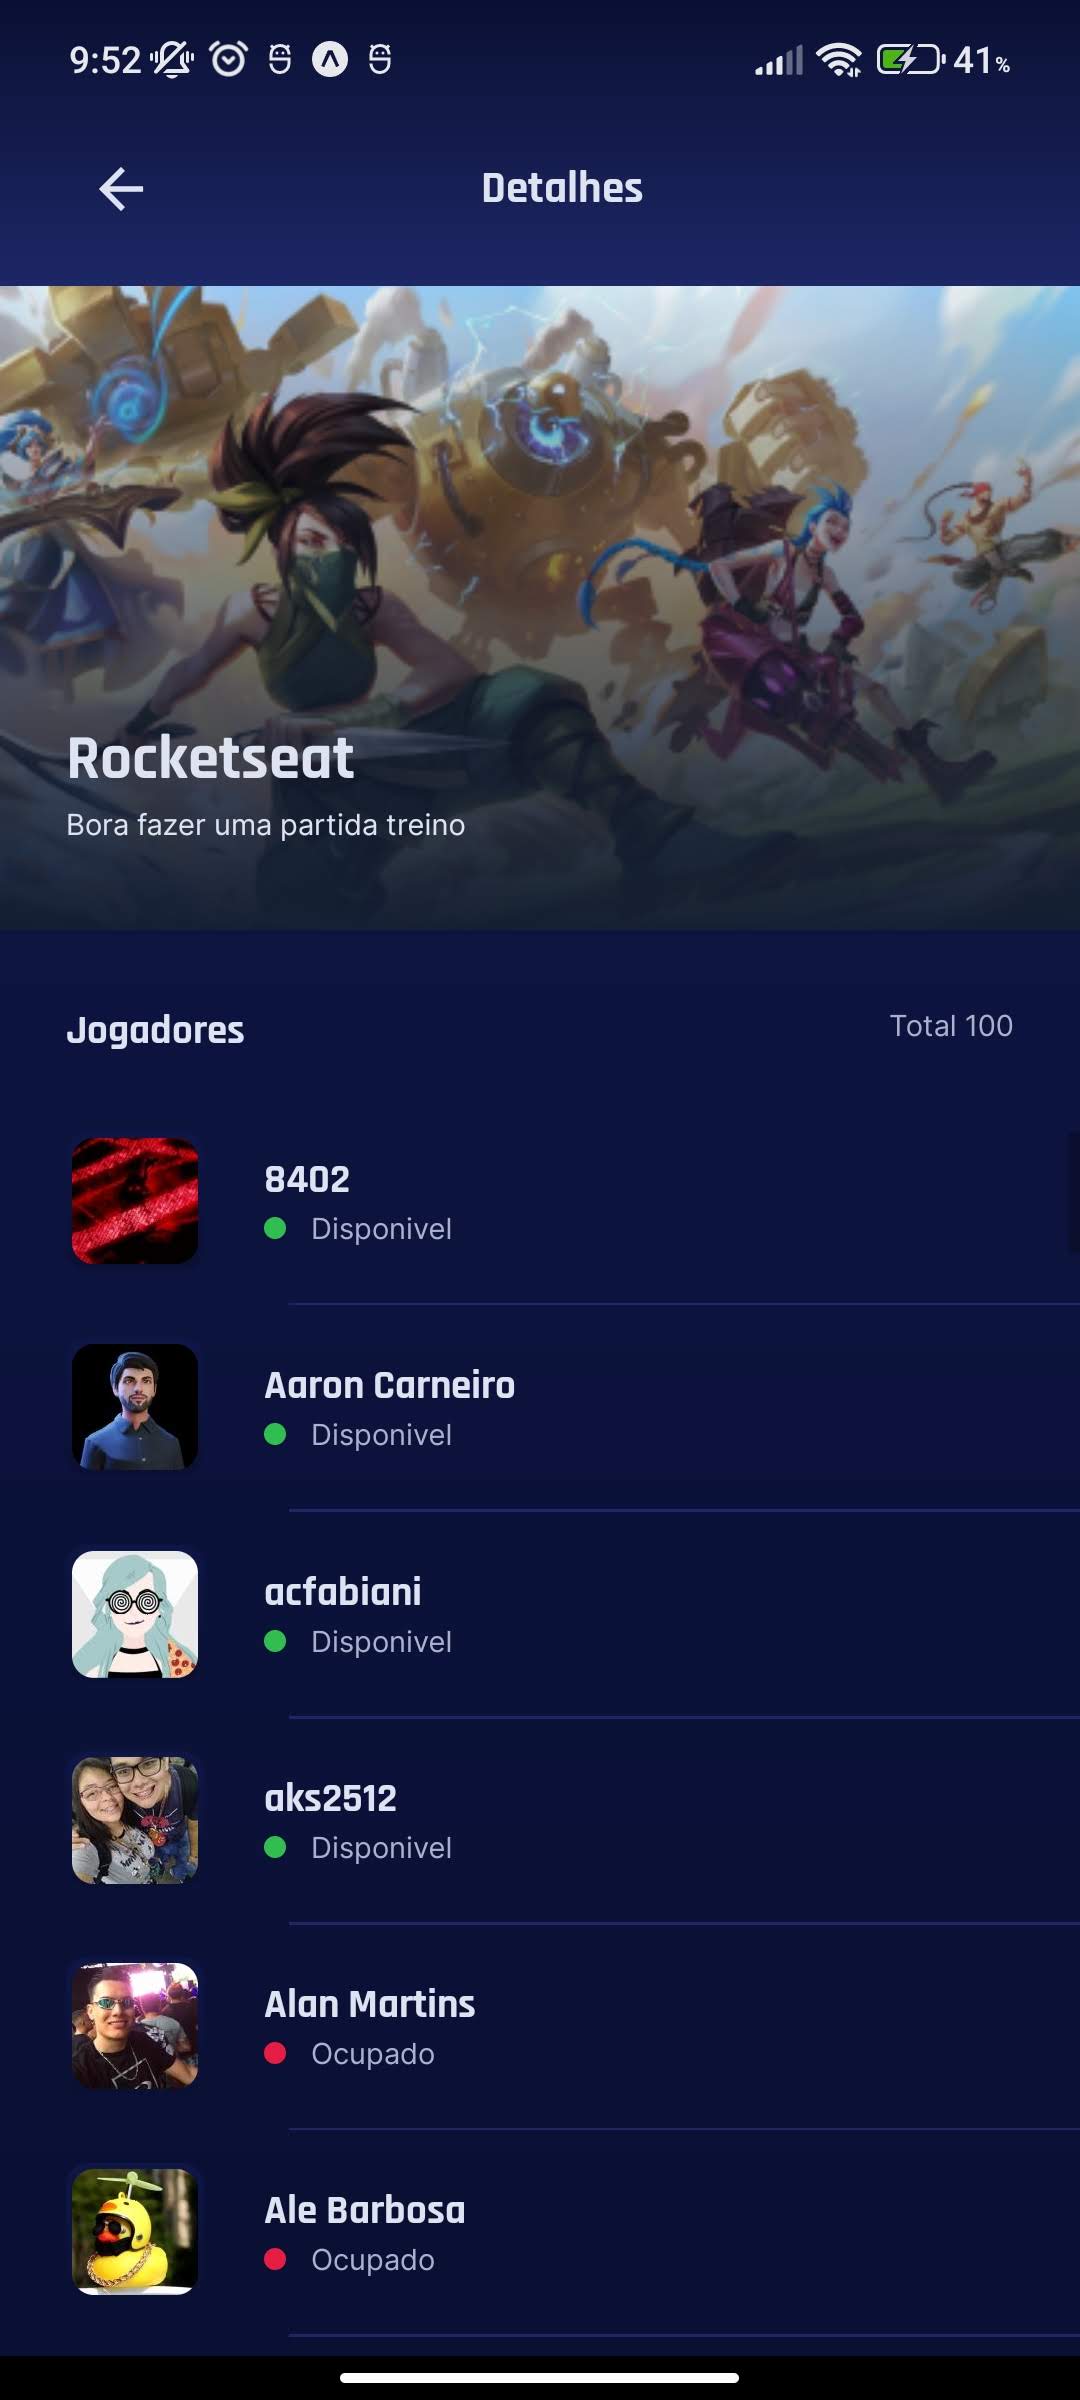 9:52
41%
Detalhes
Rocketseat
Bora fazer uma partida treino
Jogadores
Total 100
8402
Disponivel
Aaron Carneiro
Disponivel
acfabiani
Disponivel
aks2512
Disponivel
Alan Martins
Ocupado
Ale Barbosa
Ocupado